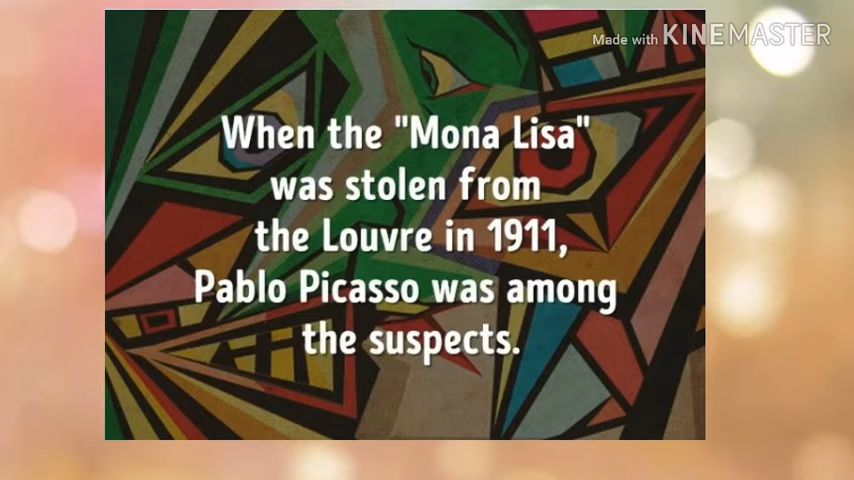 Made with KINEMASTER
When the "Mona Lisa"
was stolen from
the Louvre in 1911,
Pablo Picasso was among
the suspects.